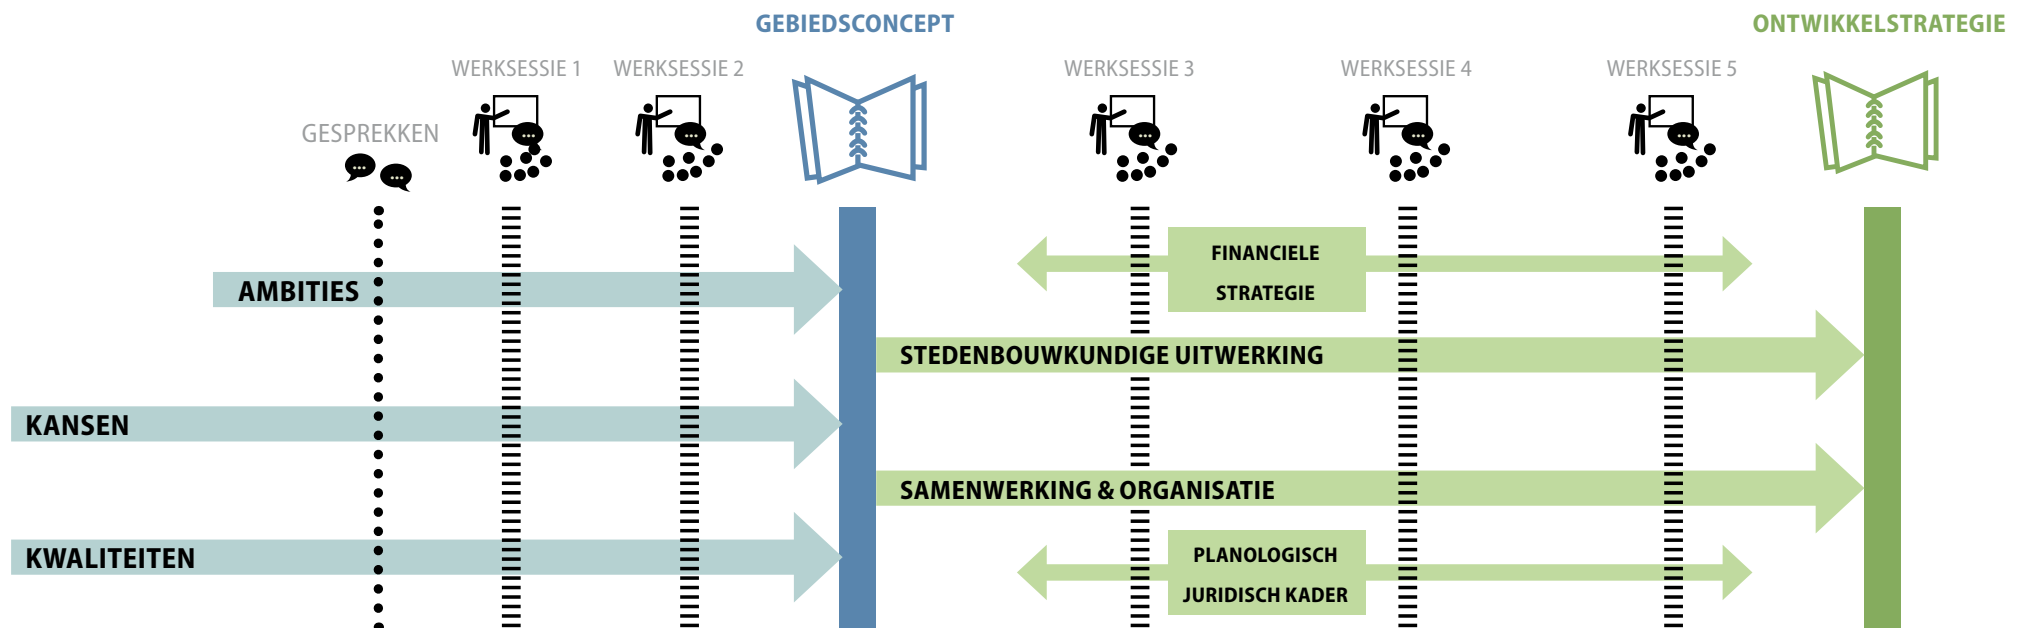 GEBIEDSCONCEPT
ONTWIKKELSTRATEGIE
WERKSESSIE 1
WERKSESSIE 2
WERKSESSIE 3
WERKSESSIE 4
WERKSESSIE 5
GESPREKKEN
AMBITIES
KANSEN
KWALITEITEN
FINANCIELE
STRATEGIE
STEDENBOUWKUNDIGE UITWERKING
SAMENWERKING & ORGANISATIE
PLANOLOGISCH
JURIDISCH KADER